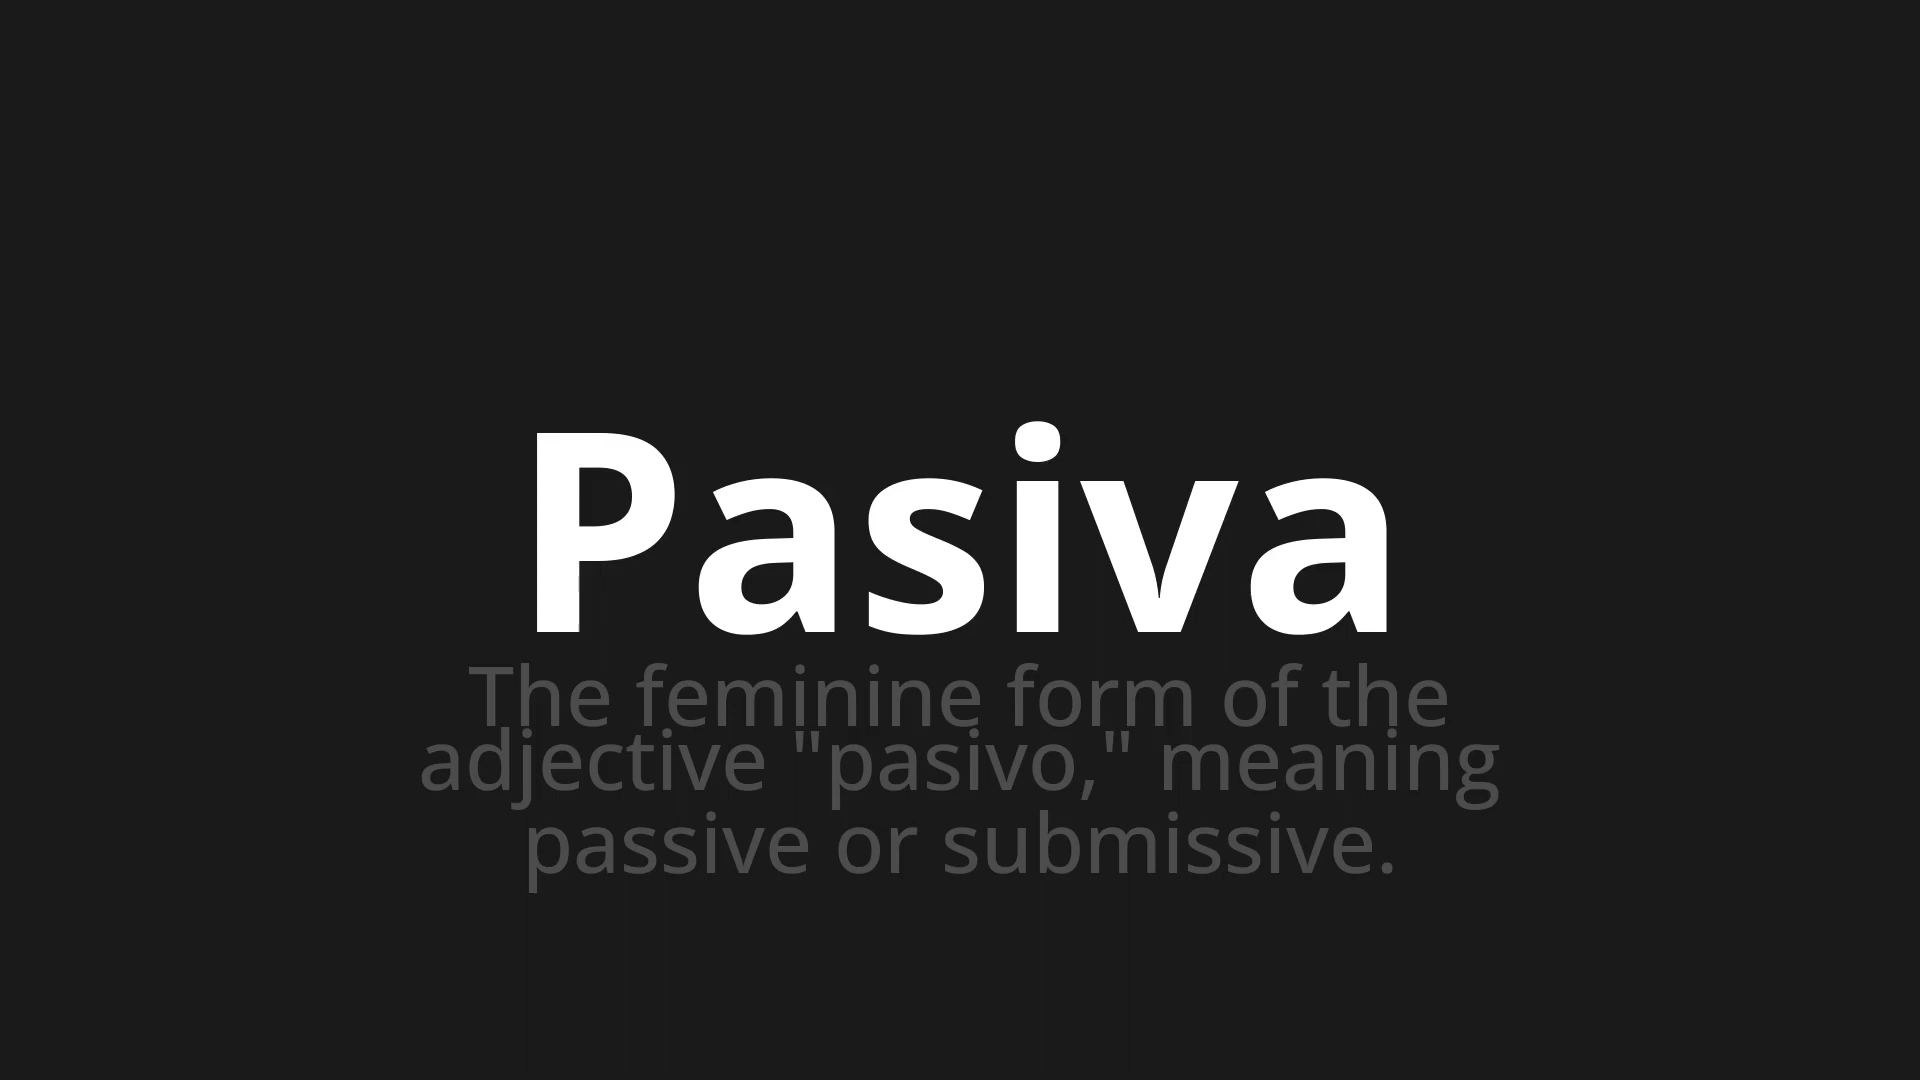 Pasiva
The feminine form of the
adjective "pasivo," meaning
passive or submissive.